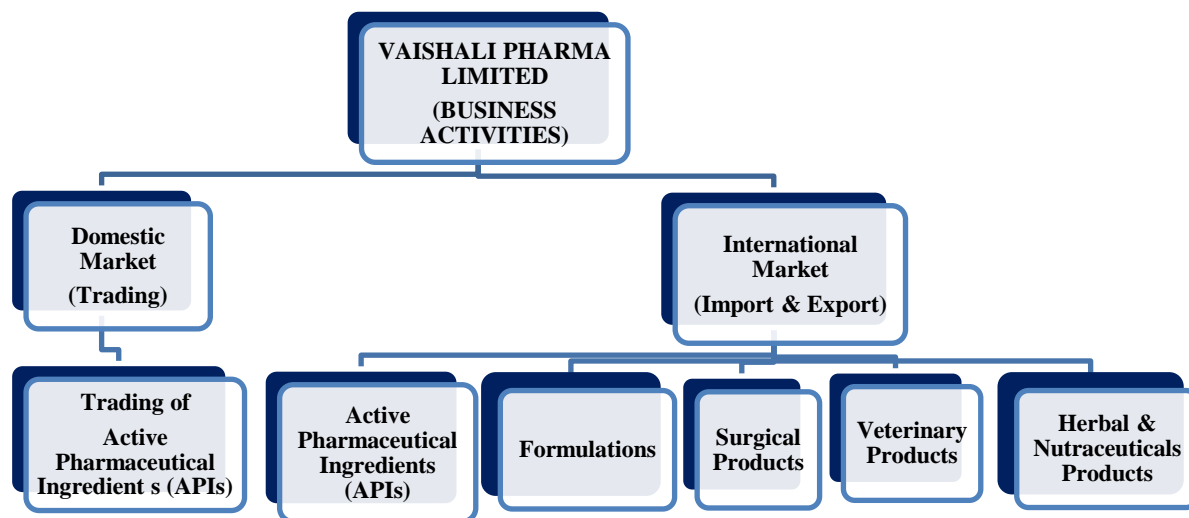 VAISHALI PHARMA
LIMITED
(BUSINESS
ACTIVITIES)
Domestic
Market
(Trading)
International
Market
(Import & Export)
Trading of
Active
Pharmaceutical
Ingredient s (APIs)
Active
Pharmaceutical
Ingredients
(APIs)
Formulations
Surgical
Products
Veterinary
Products
Herbal &
Nutraceuticals
Products